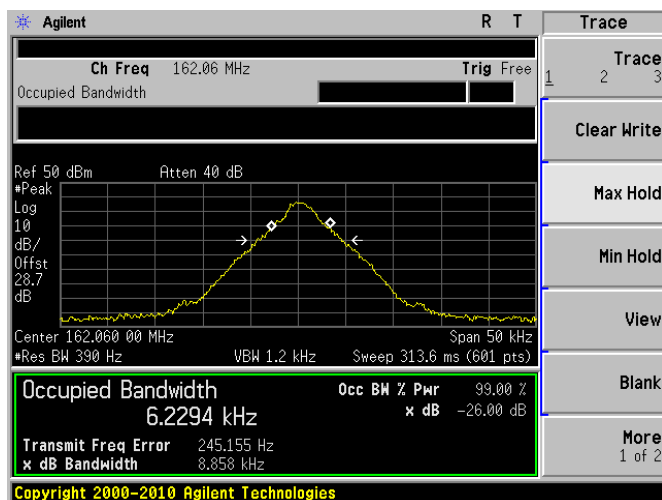 Agilent R T Trace
Ch Freq 162.06 MHz Trig Free
Occupied Bandwidth
Trace
1 2 3
Clear Write
Max Hold
Min Hold
View
Blank
More
1 of 2
Ref 50 dBm Atten 40 dB
#Peak
Log
10
dB/
Offst
28.7
dB
Center 162.060 00 MHz Span 50 kHz
#Res BW 390 Hz VBW 1.2 kHz Sweep 313.6 ms (601 pts)
Occupied Bandwidth Occ BW % Pwr 99.00 %
6.2294 kHz x dB -26.00 dB
Transmit Freq Error 245.155 Hz
x dB Bandwidth 8.858 kHz
Copyright 2000-2010 Agilent Technologies